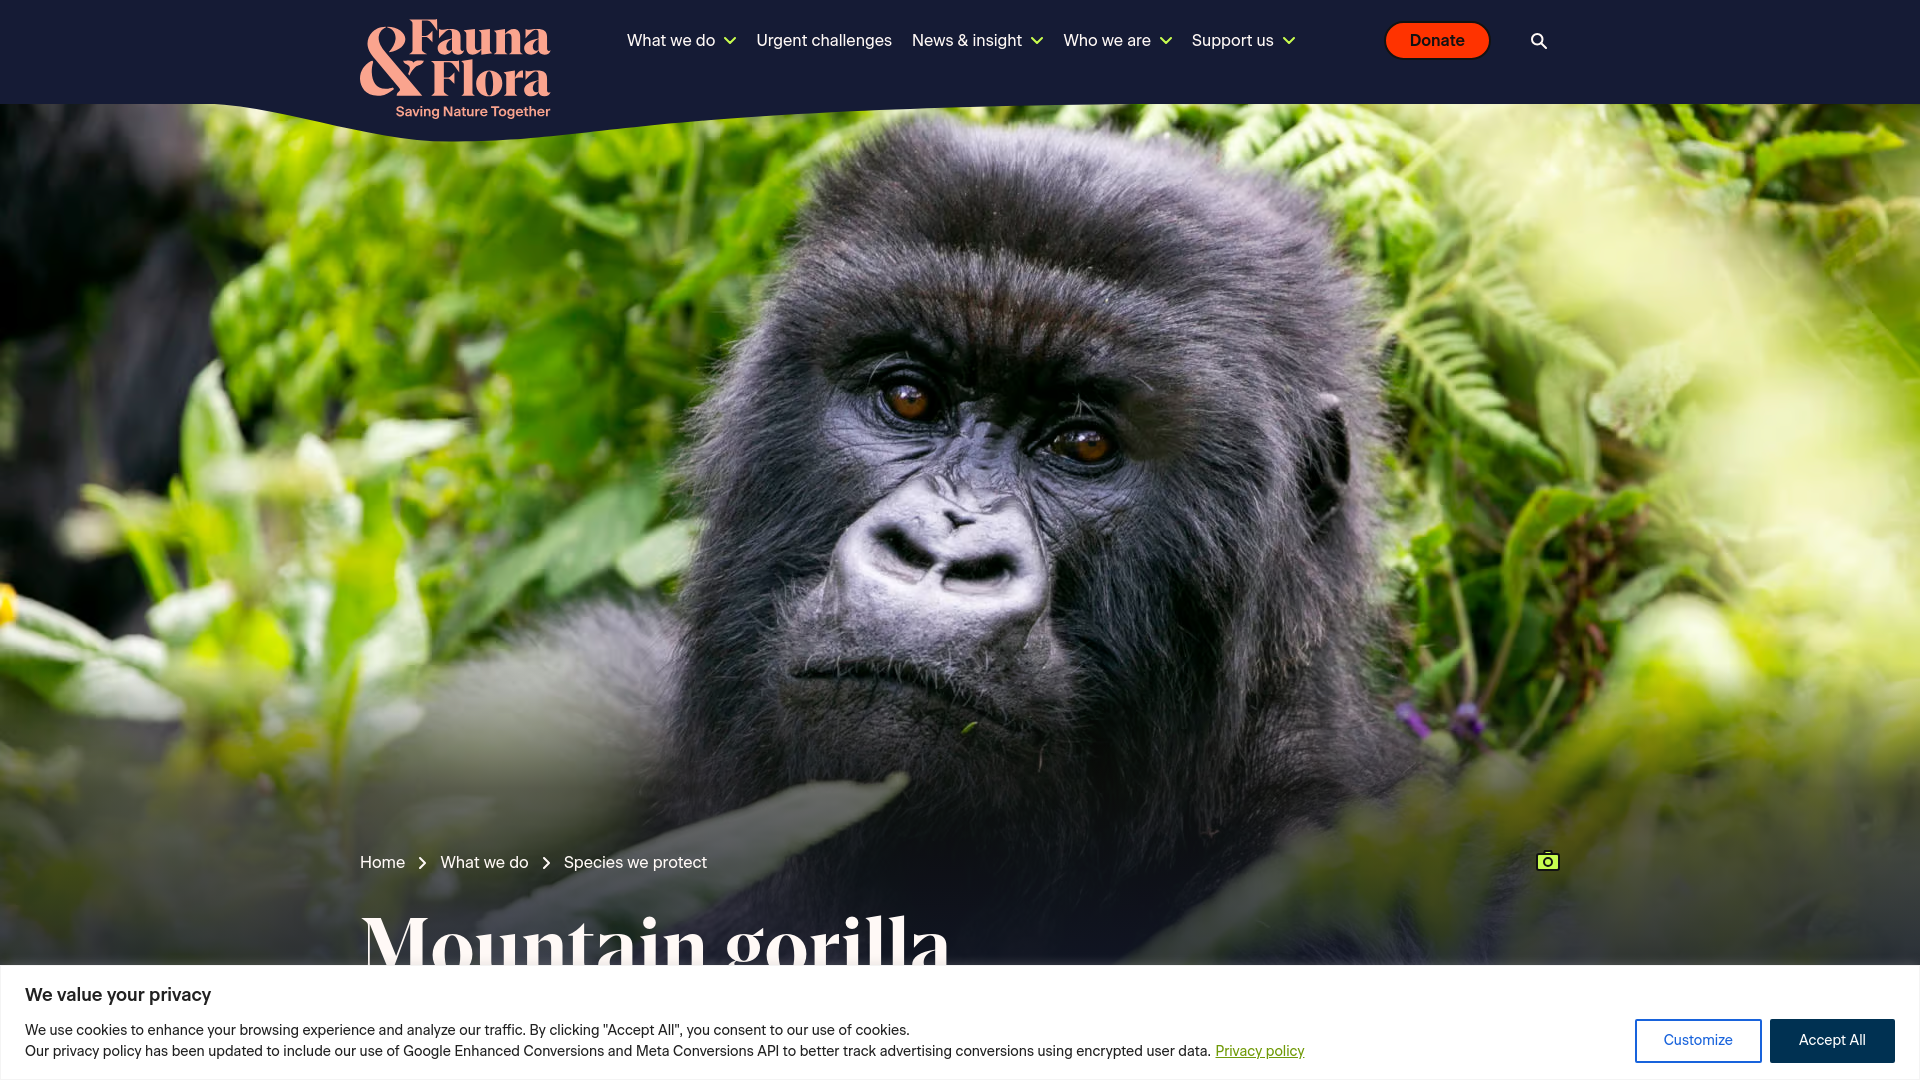 Fauna
& Flora
Saving Nature Together
What we do
Urgent challenges
News & insight
Who we are
Support us
Donate
Home
What we do
Species we protect
Mountain gorilla
We value your privacy
We use cookies to enhance your browsing experience and analyze our traffic. By clicking "Accept All", you consent to our use of cookies.
Our privacy policy has been updated to include our use of Google Enhanced Conversions and Meta Conversions API to better track advertising conversions using encrypted user data. Privacy policy
Customize
Accept All